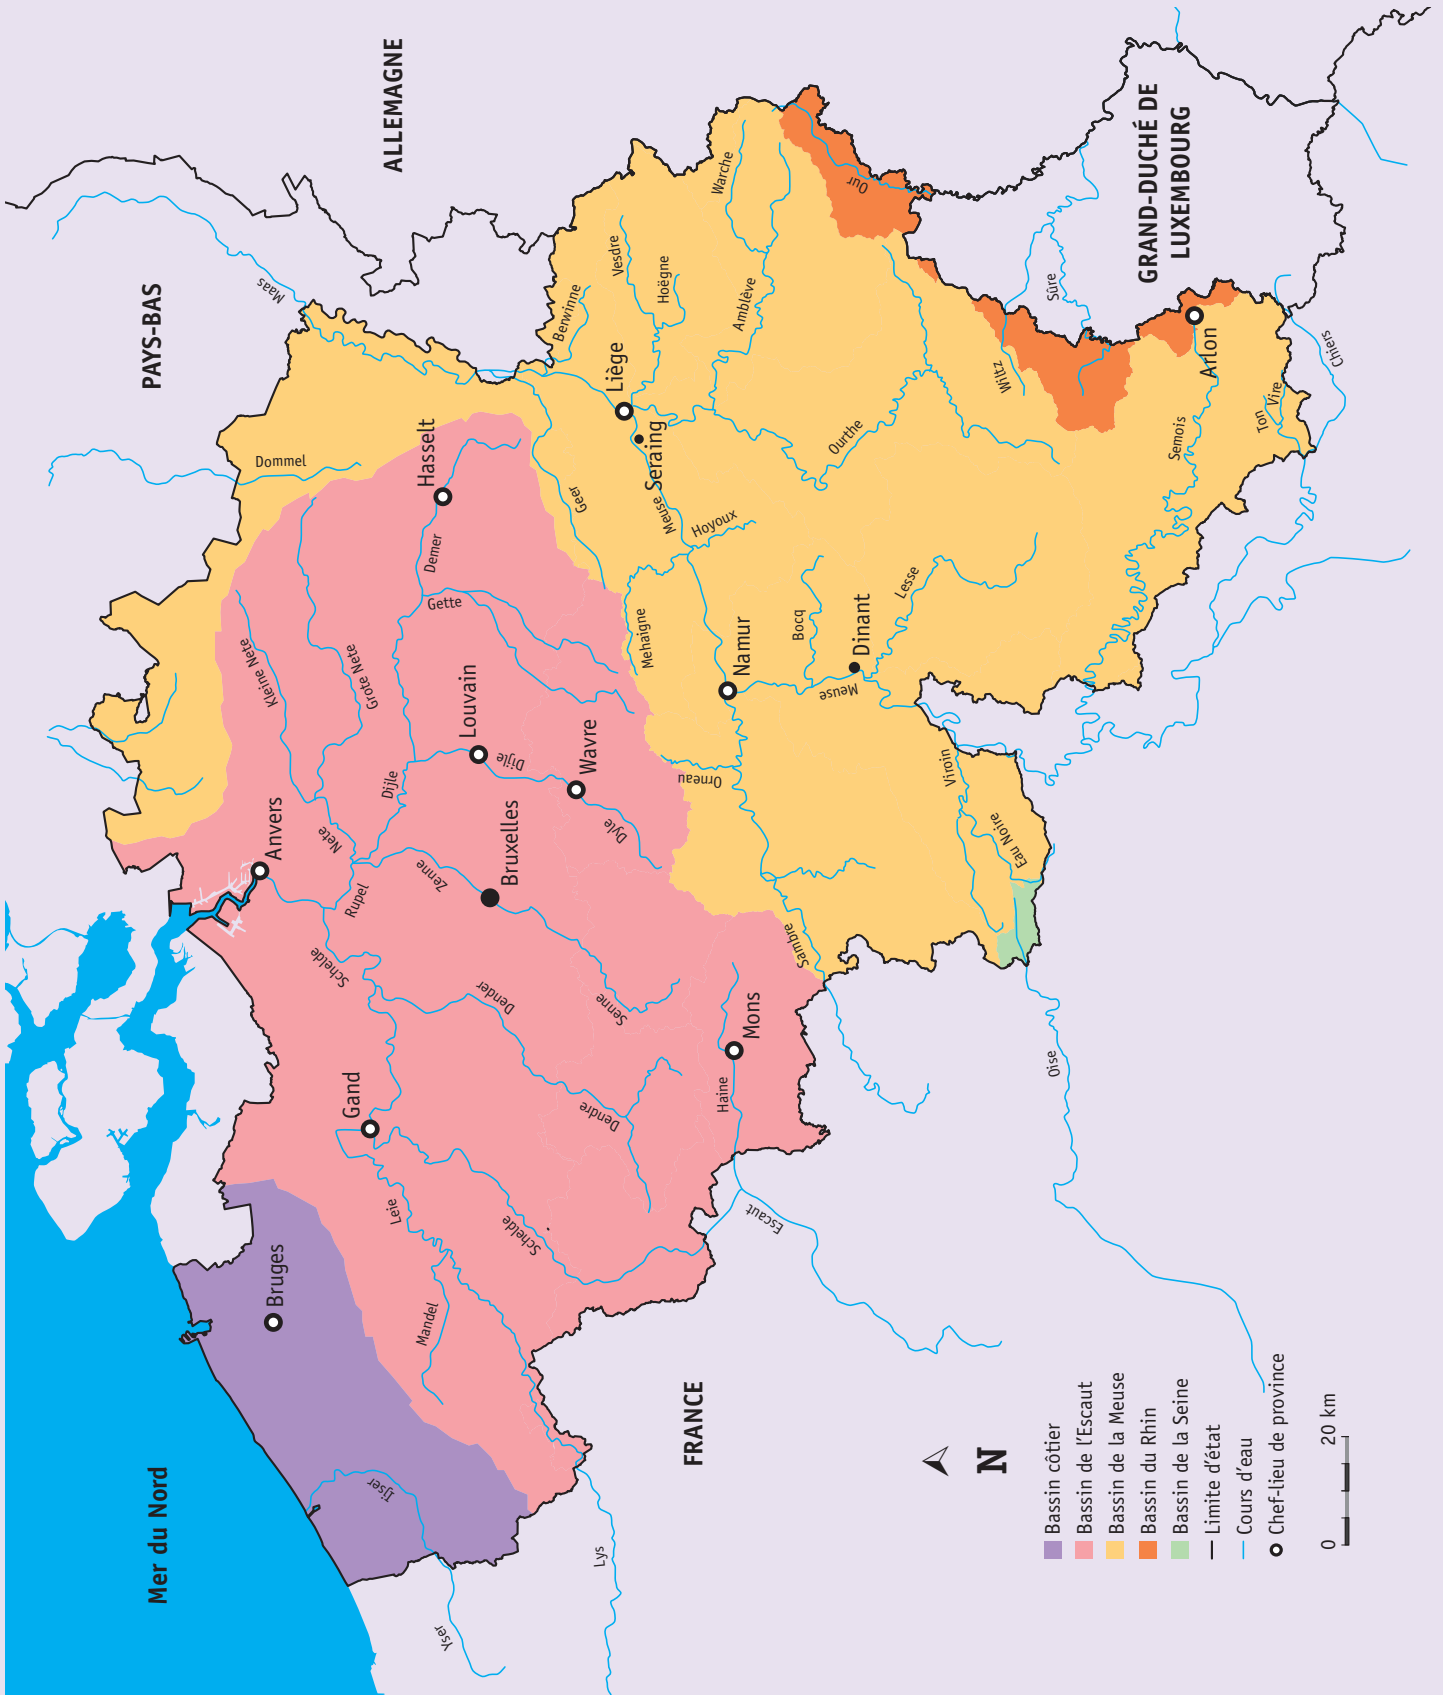 Mer du Nord
PAYS-BAS
ALLEMAGNE
FRANCE
GRAND-DUCHÉ DE
LUXEMBOURG
Maas
Dommel
Kleine Nete
Grote Nete
Anvers
Nete
Rupel
Schelde
Dijle
Zenne
Bruges
Gand
Leie
Mandel
Schelde
Dender
Ijser
Yser
Lys
Hasselt
Demer
Gette
Louvain
Dijle
Bruxelles
Wavre
Dyle
Senne
Dendre
Mons
Haine
Escaut
Geer
Berwinne
Liège
Seraing
Vesdre
Hoëgne
Warche
Amblève
Our
Meuse
Mehaigne
Hoyoux
Namur
Orneau
Sambre
Meuse
Bocq
Dinant
Lesse
Ourthe
Viroin
Eau Noire
Oise
Wiltz
Sûre
Arlon
Semois
Ton
Vire
Chiers
N
Bassin côtier
Bassin de l'Escaut
Bassin de la Meuse
Bassin du Rhin
Bassin de la Seine
Limite d'état
Cours d'eau
Chef-lieu de province
0 20 km